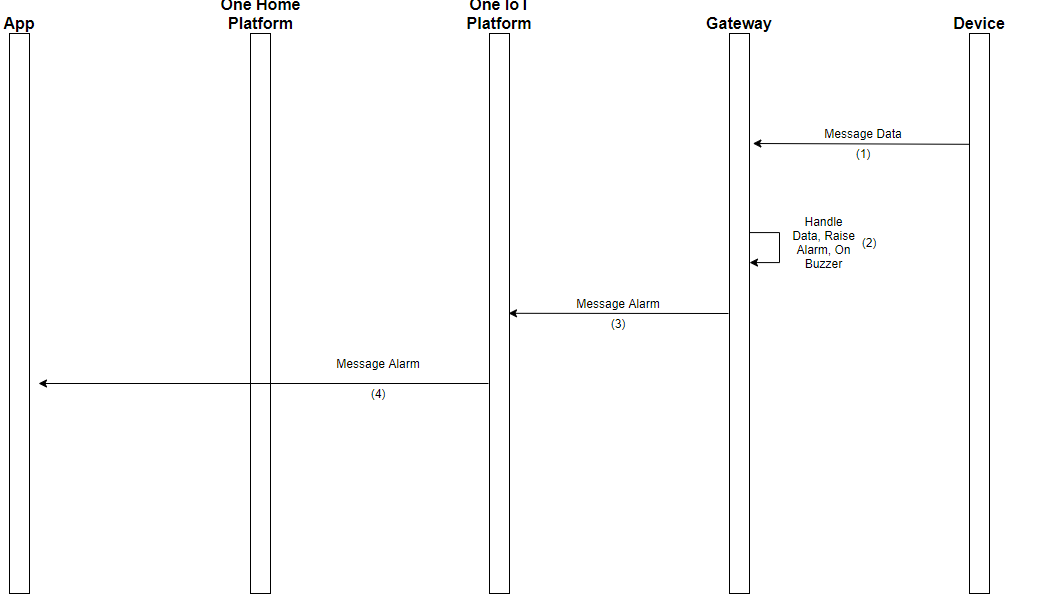 App
One Home
Platform
One IoT
Platform
Gateway
Device
Message Data
(1)
Handle
Data, Raise
Alarm, On
Buzzer
(2)
Message Alarm
(3)
Message Alarm
(4)